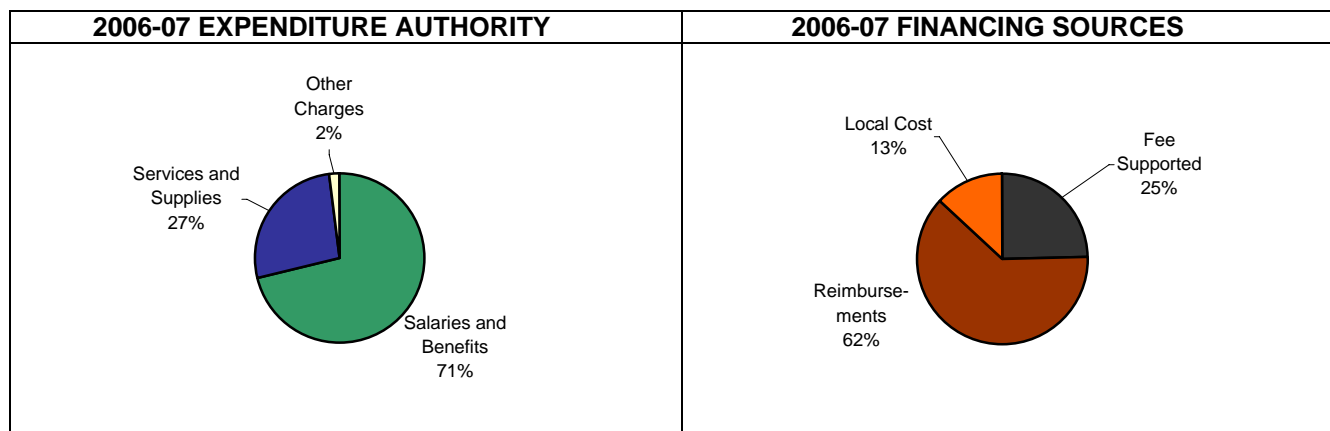 2006-07 EXPENDITURE AUTHORITY
Other
Charges
2%
Services and
Supplies
27%
Salaries and
Benefits
71%
2006-07 FINANCING SOURCES
Local Cost
13%
Fee
Supported
25%
Reimburse-
ments
62%